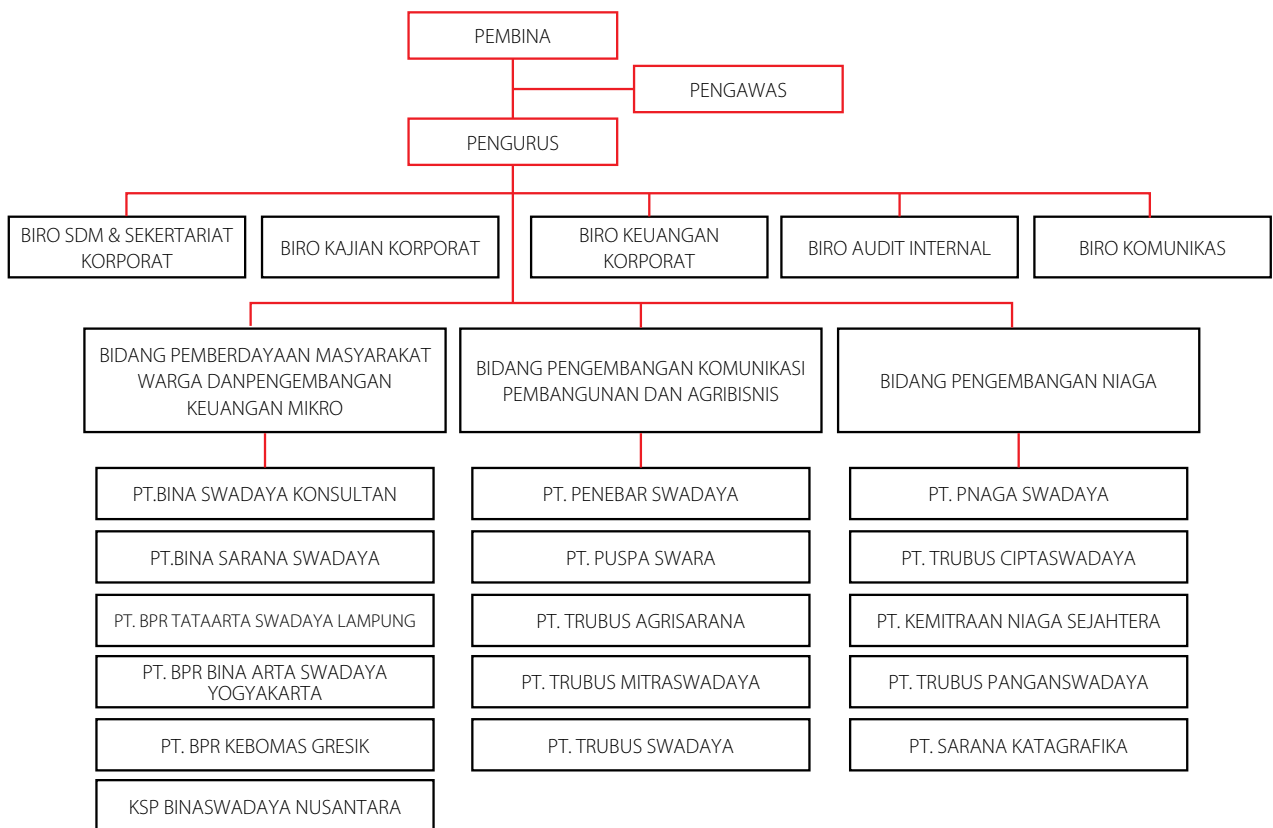 PEMBINA
PENGAWAS
PENGURUS
BIRO SDM & SEKERTARIAT
KORPORAT
BIRO KAJIAN KORPORAT
BIRO KEUANGAN
KORPORAT
BIRO AUDIT INTERNAL
BIRO KOMUNIKAS
BIDANG PEMBERDAYAAN MASYARAKAT
WARGA DANPENGEMBANGAN
KEUANGAN MIKRO
BIDANG PENGEMBANGAN KOMUNIKASI
PEMBANGUNAN DAN AGRIBISNIS
BIDANG PENGEMBANGAN NIAGA
PT.BINA SWADAYA KONSULTAN
PT.BINA SARANA SWADAYA
PT. BPR TATAARTA SWADAYA LAMPUNG
PT. BPR BINA ARTA SWADAYA
YOGYAKARTA
PT. BPR KEBOMAS GRESIK
KSP BINASWADAYA NUSANTARA
PT. PENEBAR SWADAYA
PT. PUSPA SWARA
PT. TRUBUS AGRISARANA
PT. TRUBUS MITRASWADAYA
PT. TRUBUS SWADAYA
PT. PNAGA SWADAYA
PT. TRUBUS CIPTASWADAYA
PT. KEMITRAAN NIAGA SEJAHTERA
PT. TRUBUS PANGANSWADAYA
PT. SARANA KATAGRAFIKA